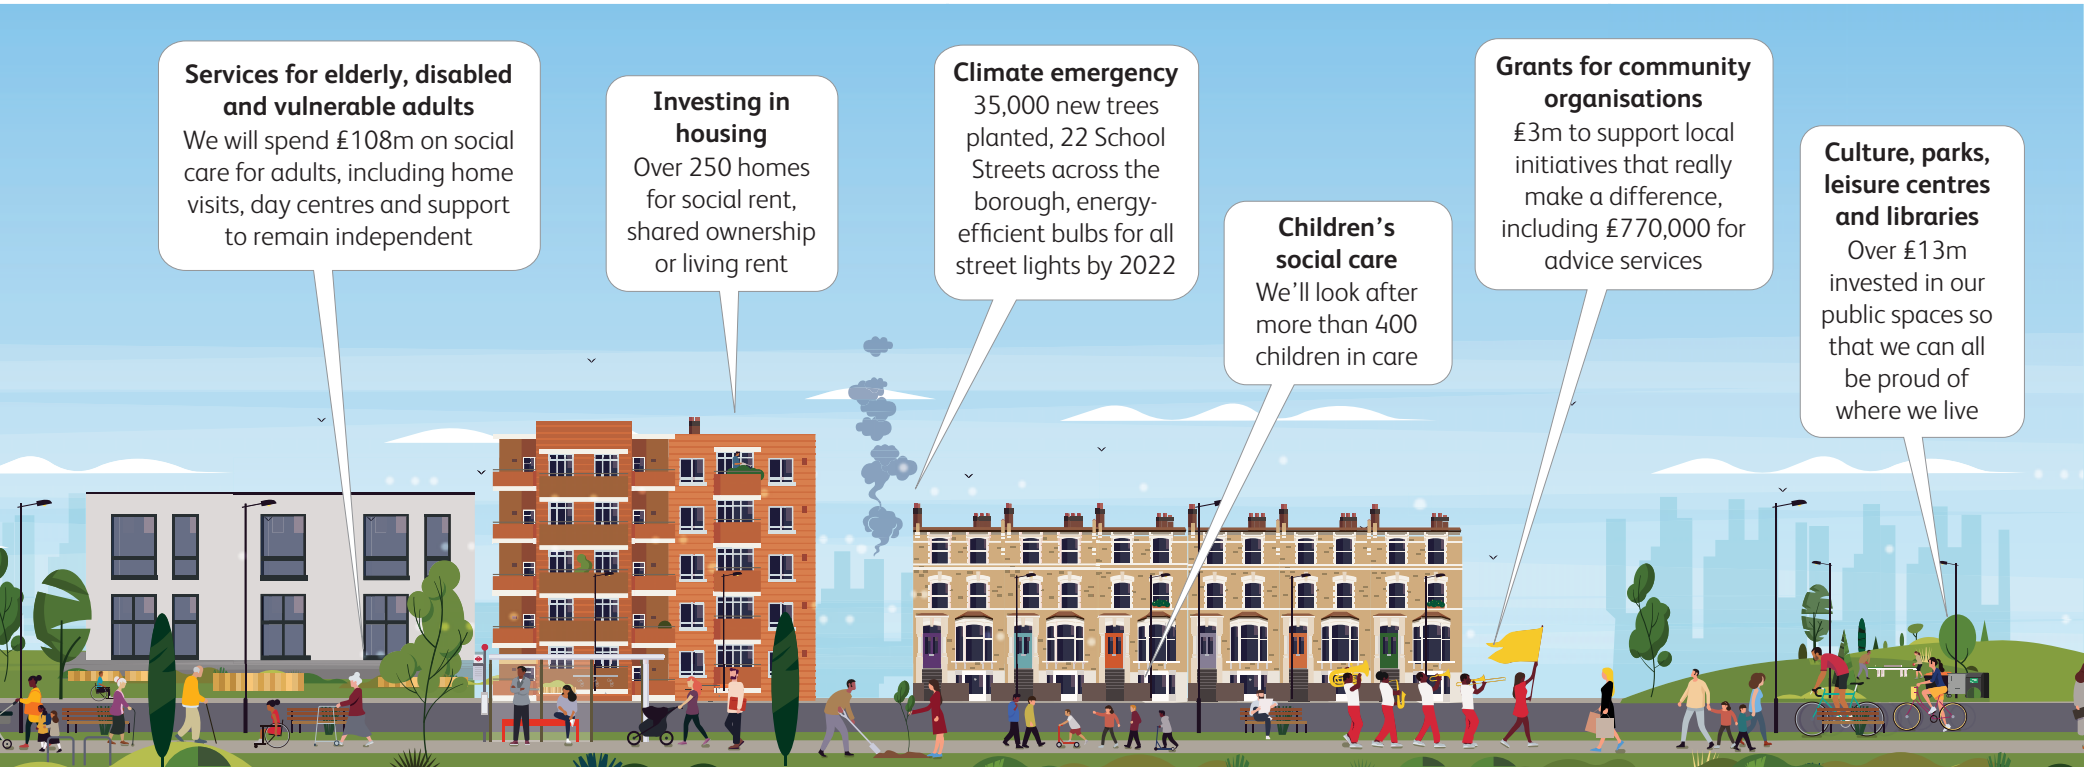 Services for elderly, disabled
and vulnerable adults
We will spend £108m on social
care for adults, including home
visits, day centres and support
to remain independent
Investing in
housing
Over 250 homes
for social rent,
shared ownership
or living rent
Climate emergency
35,000 new trees
planted, 22 School
Streets across the
borough, energy-
efficient bulbs for all
street lights by 2022
Children’s
social care
We’ll look after
more than 400
children in care
Grants for community
organisations
£3m to support local
initiatives that really
make a difference,
including £770,000 for
advice services
Culture, parks,
leisure centres
and libraries
Over £13m
invested in our
public spaces so
that we can all
be proud of
where we live